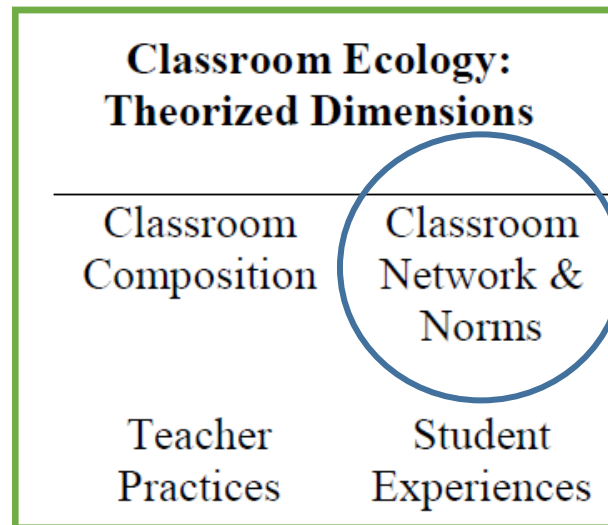 Classroom Ecology:
Theorized Dimensions
Classroom
Composition
Classroom
Network &
Norms
Teacher
Practices
Student
Experiences